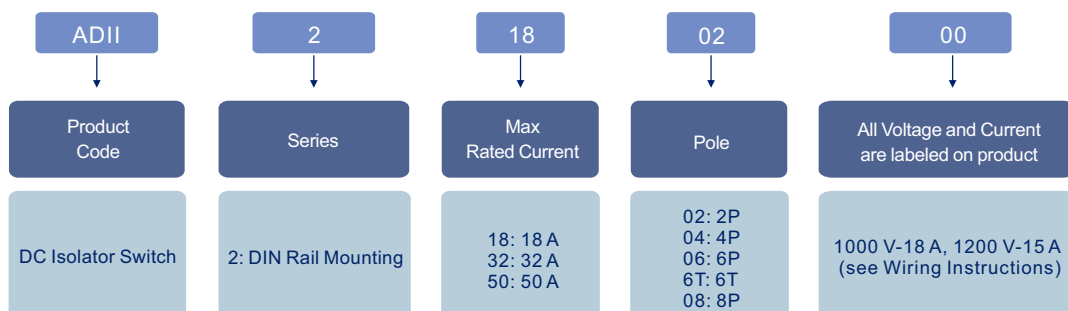 ADII
2
18
02
00
Product
Code
Series
Max
Rated Current
Pole
All Voltage and Current
are labeled on product
DC Isolator Switch
2: DIN Rail Mounting
18: 18 A
32: 32 A
50: 50 A
02: 2P
04: 4P
06: 6P
6T: 6T
08: 8P
1000 V-18 A, 1200 V-15 A
(see Wiring Instructions)